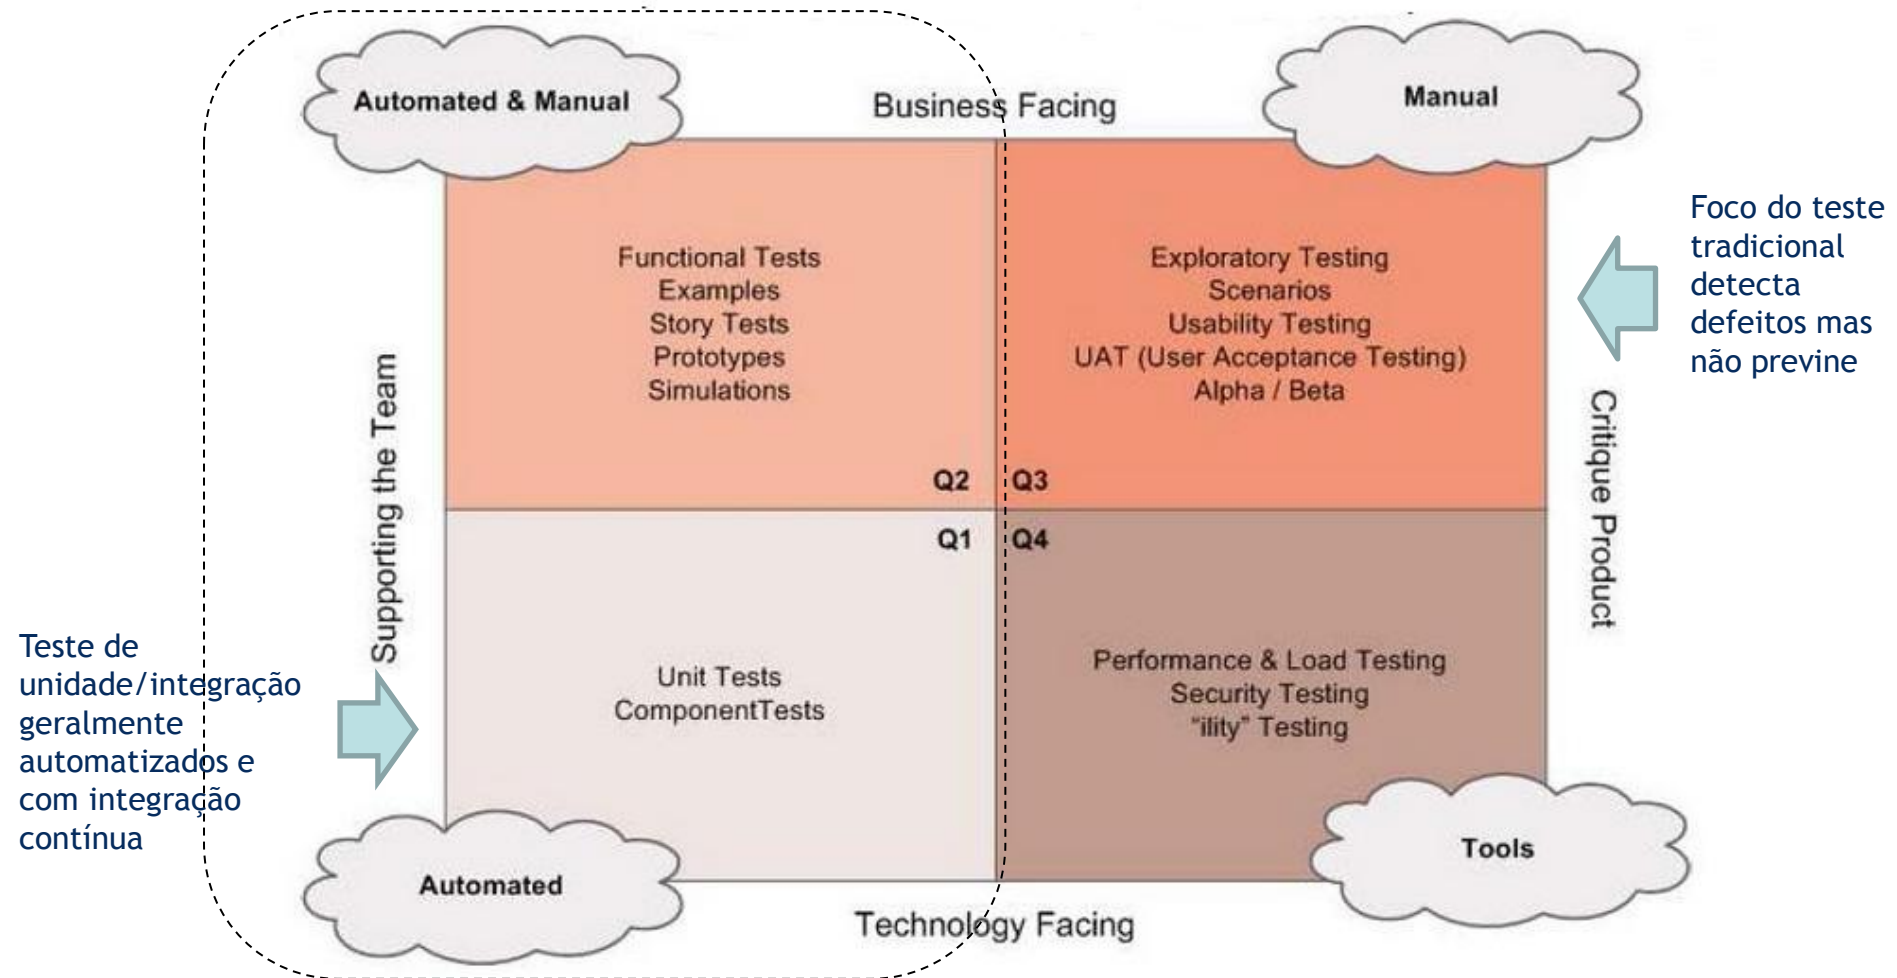 Automated & Manual
Business Facing
Manual
Functional Tests
Examples
Story Tests
Prototypes
Simulations
Q2
Exploratory Testing
Scenarios
Usability Testing
UAT (User Acceptance Testing)
Alpha / Beta
Q3
Foco do teste
tradicional
detecta
defeitos mas
não previne
Supporting the Team
Critique Product
Q1
Unit Tests
ComponentTests
Q4
Performance & Load Testing
Security Testing
“ility” Testing
Teste de
unidade/integração
geralmente
automatizados e
com integração
contínua
Automated
Technology Facing
Tools